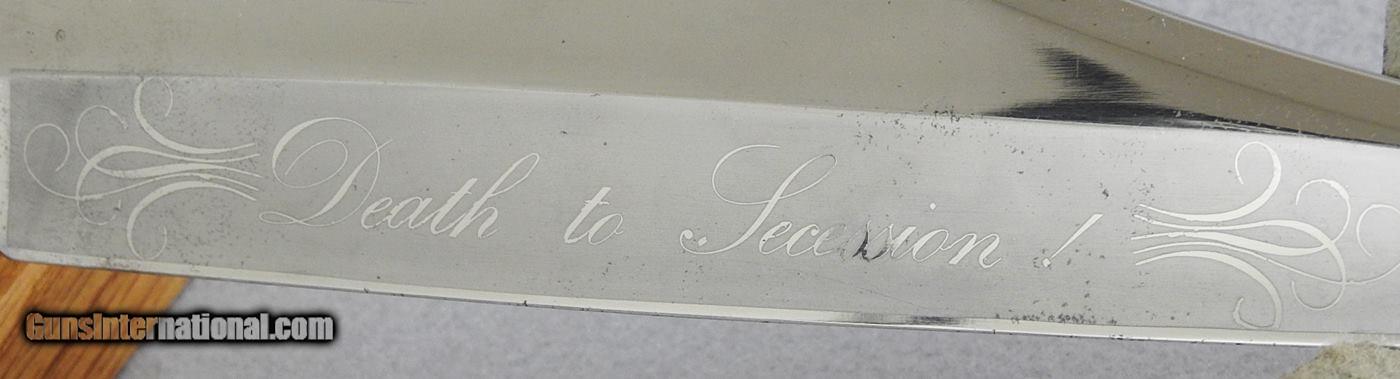 Death to Secession !
GunsInternational.com